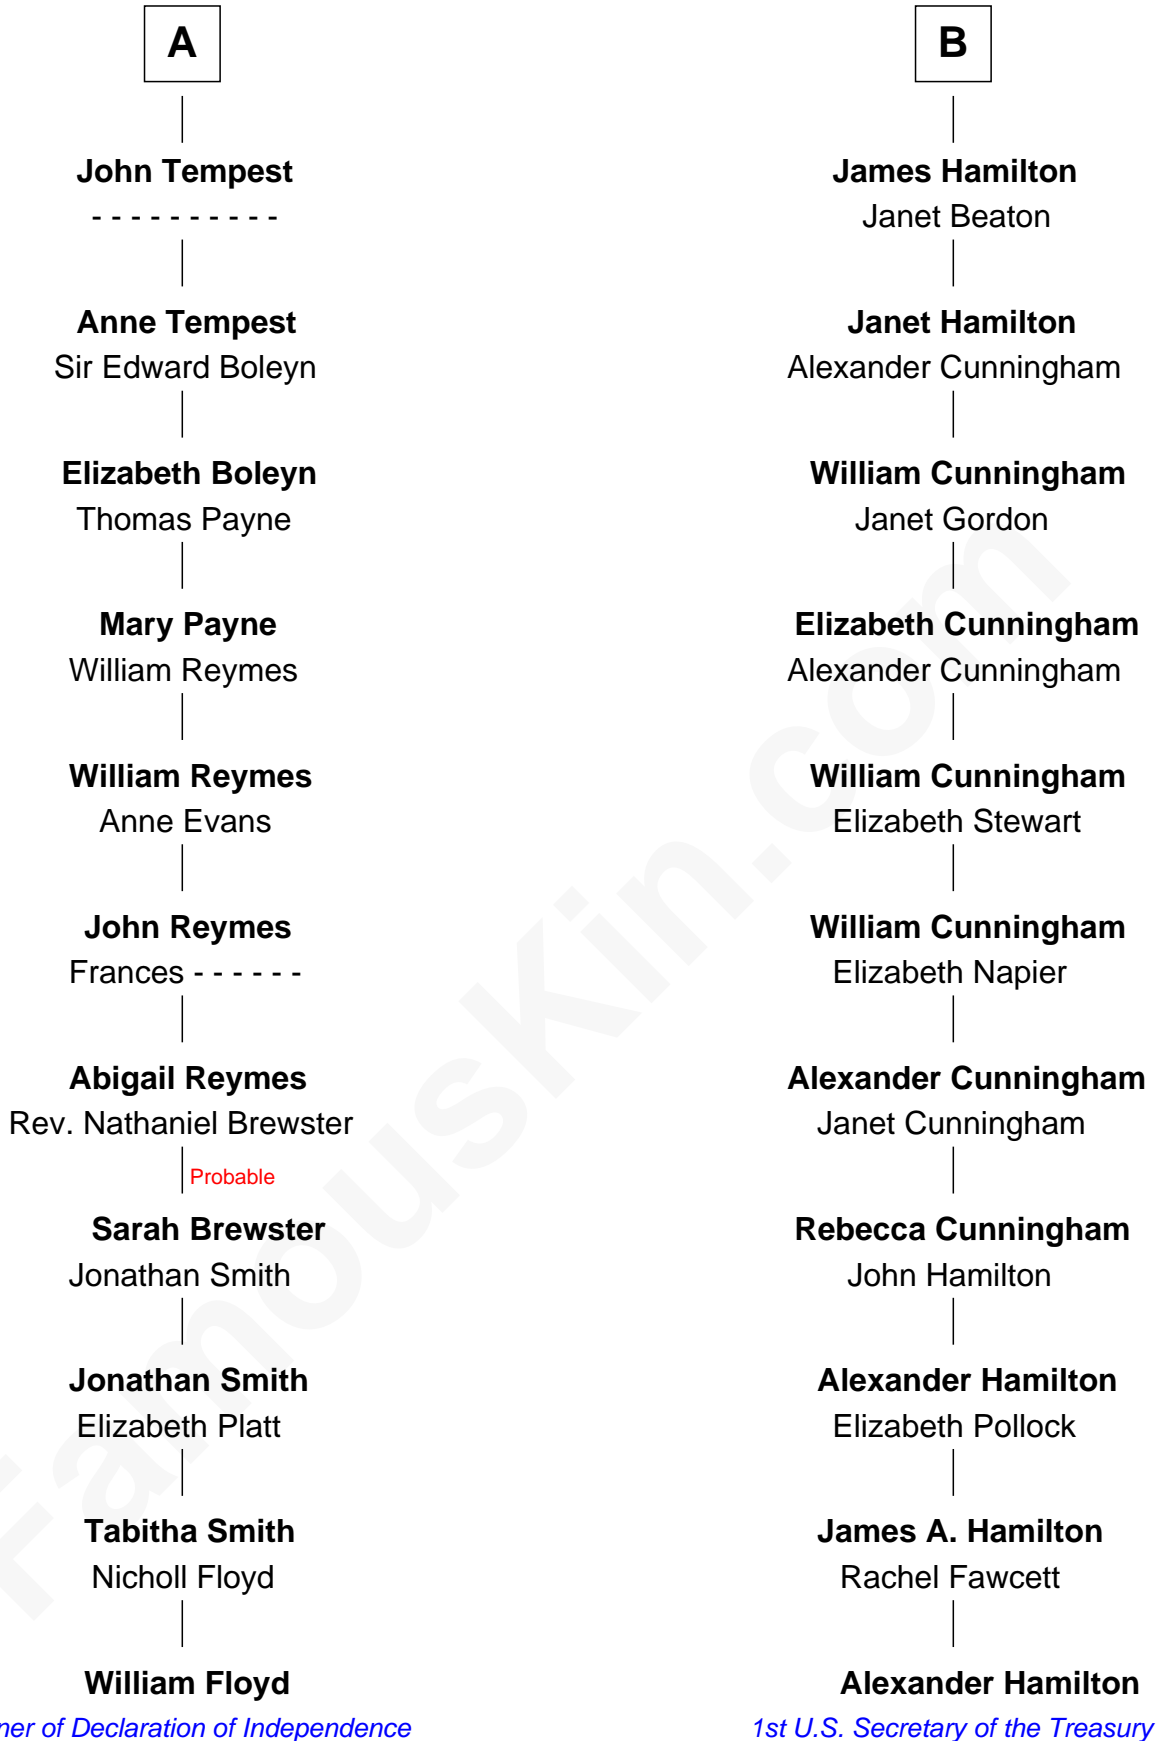 A
John Tempest
- - - - - - - - - -
Anne Tempest
Sir Edward Boleyn
Elizabeth Boleyn
Thomas Payne
Mary Payne
William Reymes
William Reymes
Anne Evans
John Reymes
Frances - - - - - -
Abigail Reymes
Rev. Nathaniel Brewster
Probable
Sarah Brewster
Jonathan Smith
Jonathan Smith
Elizabeth Platt
Tabitha Smith
Nicholl Floyd
William Floyd
ner of Declaration of Independence
B
James Hamilton
Janet Beaton
Janet Hamilton
Alexander Cunningham
William Cunningham
Janet Gordon
Elizabeth Cunningham
Alexander Cunningham
William Cunningham
Elizabeth Stewart
William Cunningham
Elizabeth Napier
Alexander Cunningham
Janet Cunningham
Rebecca Cunningham
John Hamilton
Alexander Hamilton
Elizabeth Pollock
James A. Hamilton
Rachel Fawcett
Alexander Hamilton
1st U.S. Secretary of the Treasury
FamousKin.com